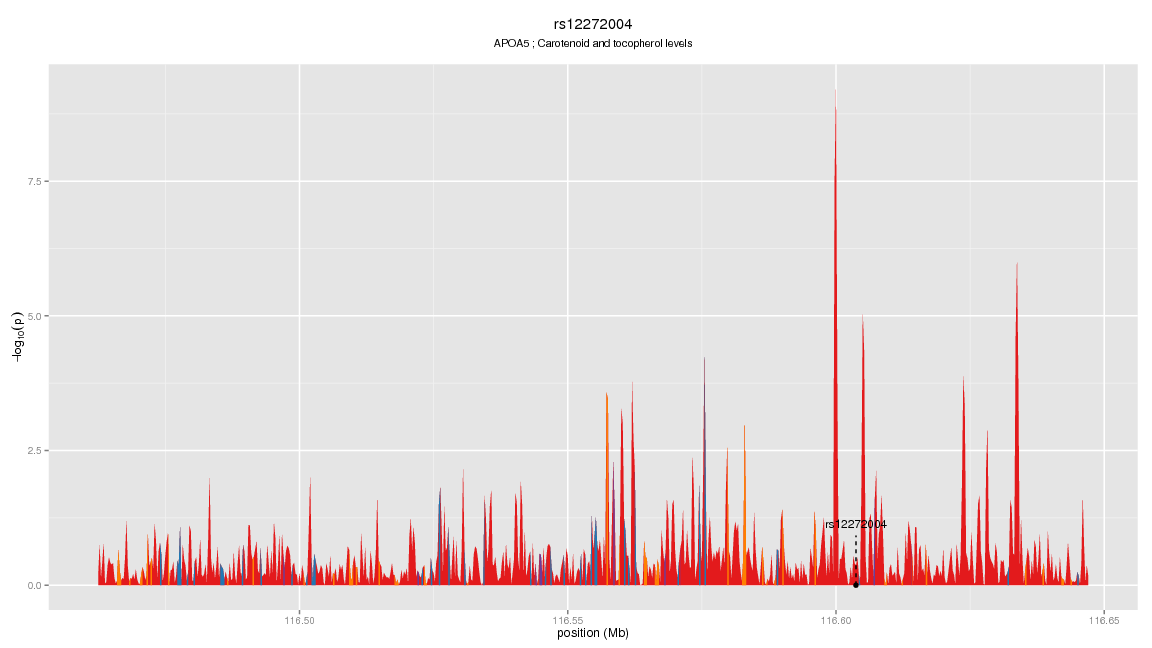 rs12272004
APOA5 ; Carotenoid and tocopherol levels
−log10(p)
7.5
5.0
2.5
0.0
rs12272004
116.50
116.55
116.60
116.65
position (Mb)